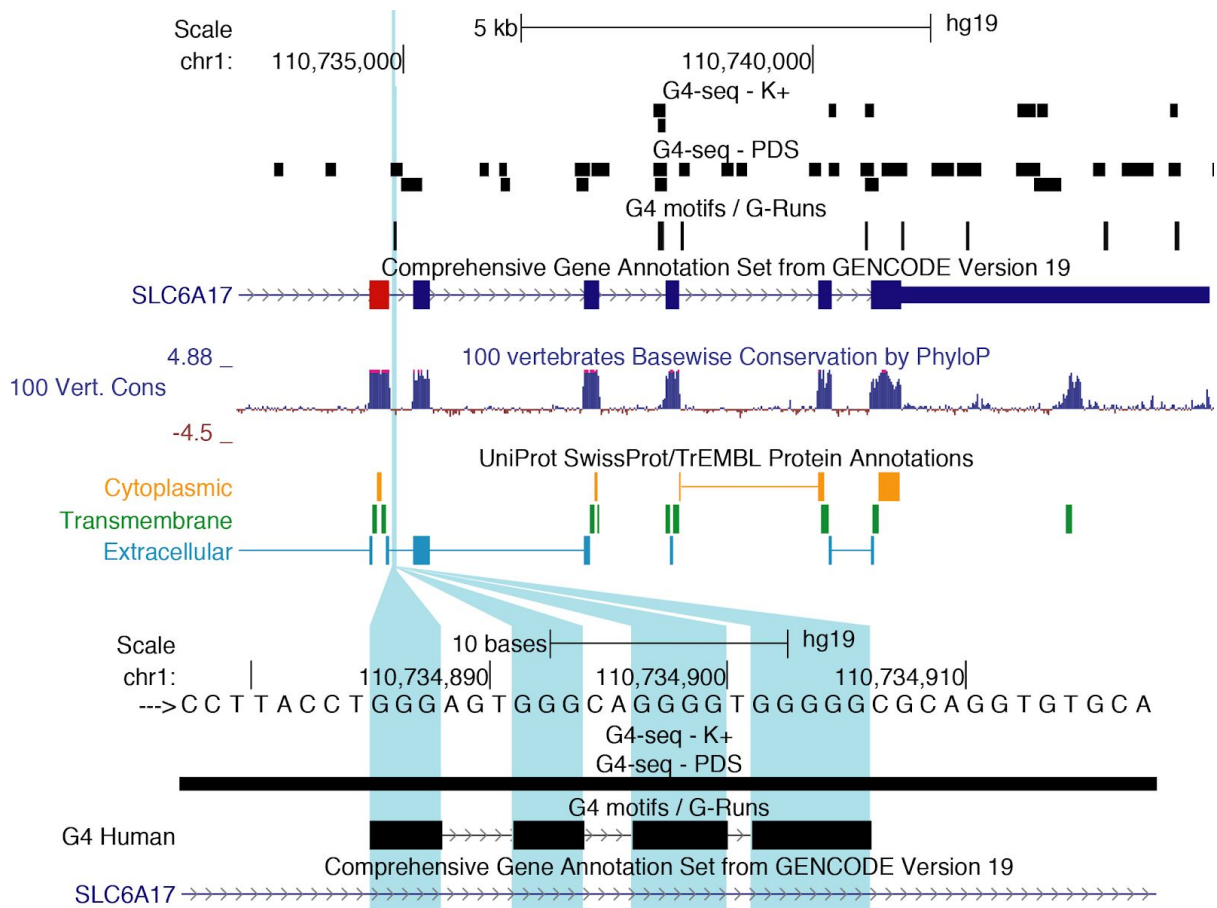 Scale 5 kb hg19
chr1: 110,735,000 110,740,000
G4-seq - K+
G4-seq - PDS
G4 motifs / G-Runs
Comprehensive Gene Annotation Set from GENCODE Version 19
SLC6A17
4.88 _ 100 vertebrates Basewise Conservation by PhyloP
100 Vert. Cons
-4.5 _
UniProt SwissProt/TrEMBL Protein Annotations
Cytoplasmic
Transmembrane
Extracellular
Scale 10 bases hg19
chr1: 110,734,890 110,734,900 110,734,910
---> C C T T A C C T G G G A G T G G G C A G G G G T G G G G G C G C A G G T G T G C A
G4-seq - K+
G4-seq - PDS
G4 motifs / G-Runs
G4 Human
Comprehensive Gene Annotation Set from GENCODE Version 19
SLC6A17